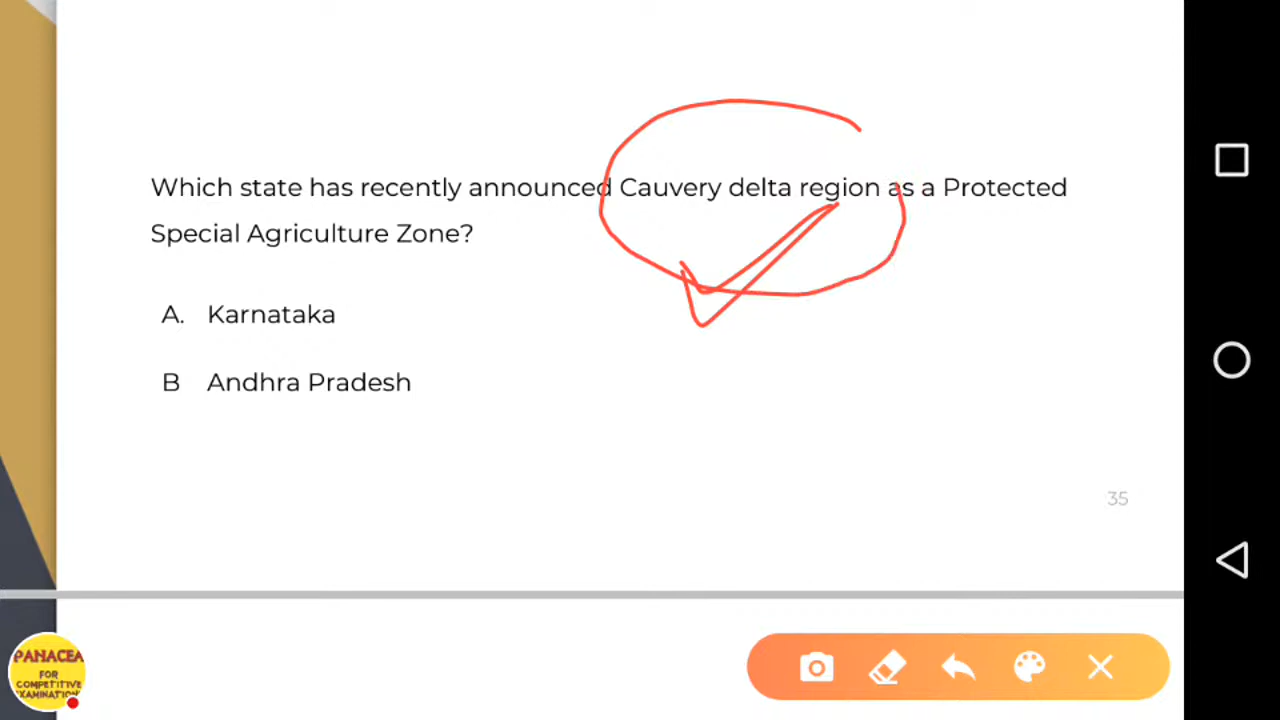 Which state has recently announced Cauvery delta region as a Protected
Special Agriculture Zone?
A. Karnataka
B Andhra Pradesh
35
PANACEA
FOR
COMPETITIVE
EXAMINATION